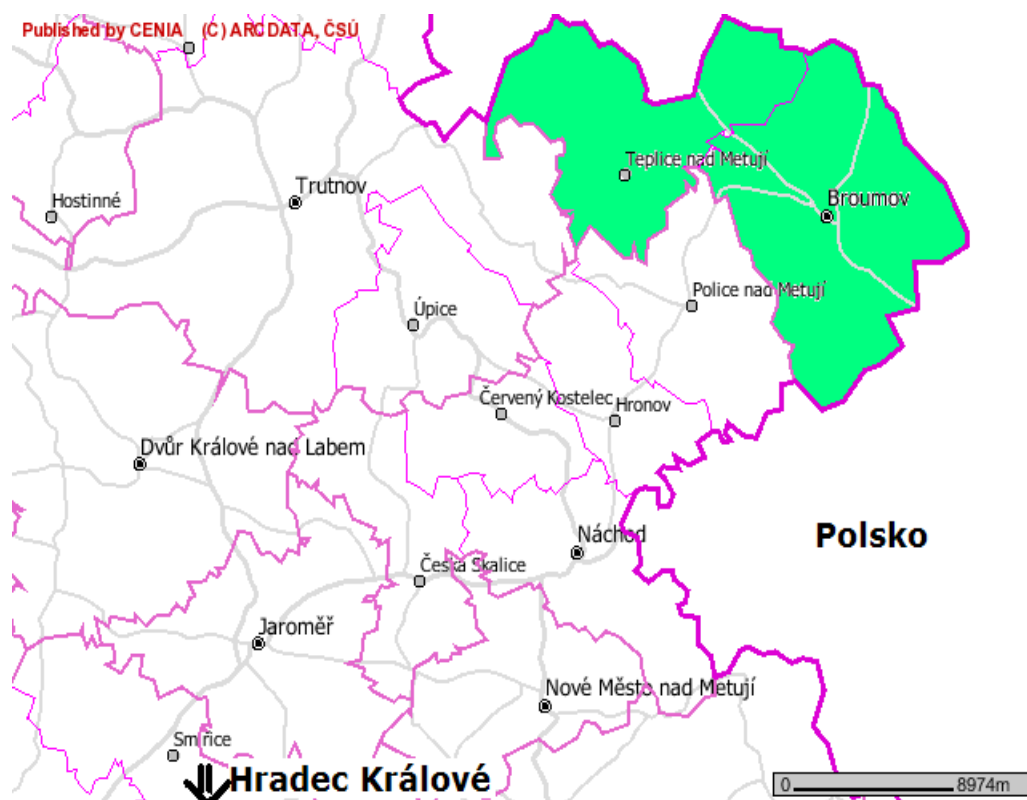 Published by CENIA (C) ARCDATA, ČSÚ
Teplice nad Metují
Hostinné
Trutnov
Broumov
Police nad Metují
Úpice
Červený Kostelec
Hronov
Dvůr Králové nad Labem
Náchod
Polsko
Česká Skalice
Jaroměř
Nové Město nad Metují
Smiřice
Hradec Králové
0 8974m